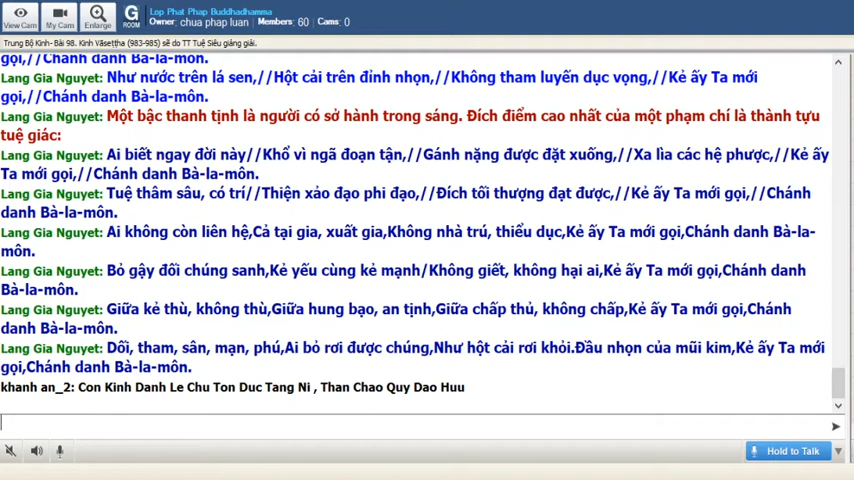 Lop Phat Phap Buddhadhamma
Owner: chua phap luan Members: 60 Cams: 0
View Cam My Cam Enlarge G ROOM
Trung Bộ Kinh- Bài 98. Kinh Vāseṭṭha (983-985) sẽ do TT Tuệ Siêu giảng giải.
gọi,//Chánh danh Bà-la-môn.
Lang Gia Nguyet: Như nước trên lá sen,//Hột cải trên đỉnh nhọn,//Không tham luyến dục vọng,//Kẻ ấy Ta mới
gọi,//Chánh danh Bà-la-môn.
Lang Gia Nguyet: Một bậc thanh tịnh là người có sở hành trong sáng. Đích điểm cao nhất của một phạm chí là thành tựu
tuệ giác:
Lang Gia Nguyet: Ai biết ngay đời này//Khổ vì ngã đoạn tận,//Gánh nặng được đặt xuống,//Xa lìa các hệ phược,//Kẻ ấy
Ta mới gọi,//Chánh danh Bà-la-môn.
Lang Gia Nguyet: Tuệ thâm sâu, có trí//Thiện xảo đạo phi đạo,//Đích tối thượng đạt được,//Kẻ ấy Ta mới gọi,//Chánh
danh Bà-la-môn.
Lang Gia Nguyet: Ai không còn liên hệ,Cả tại gia, xuất gia,Không nhà trú, thiểu dục,Kẻ ấy Ta mới gọi,Chánh danh Bà-la-
môn.
Lang Gia Nguyet: Bỏ gậy đối chúng sanh,Kẻ yếu cùng kẻ mạnh/Không giết, không hại ai,Kẻ ấy Ta mới gọi,Chánh danh
Bà-la-môn.
Lang Gia Nguyet: Giữa kẻ thù, không thù,Giữa hung bạo, an tịnh,Giữa chấp thủ, không chấp,Kẻ ấy Ta mới gọi,Chánh
danh Bà-la-môn.
Lang Gia Nguyet: Dối, tham, sân, mạn, phú,Ai bỏ rơi được chúng,Như hột cải rơi khỏi.Đầu nhọn của mũi kim,Kẻ ấy Ta mới
gọi,Chánh danh Bà-la-môn.
khanh an_2: Con Kinh Danh Le Chu Ton Duc Tang Ni , Than Chao Quy Dao Huu
Hold to Talk